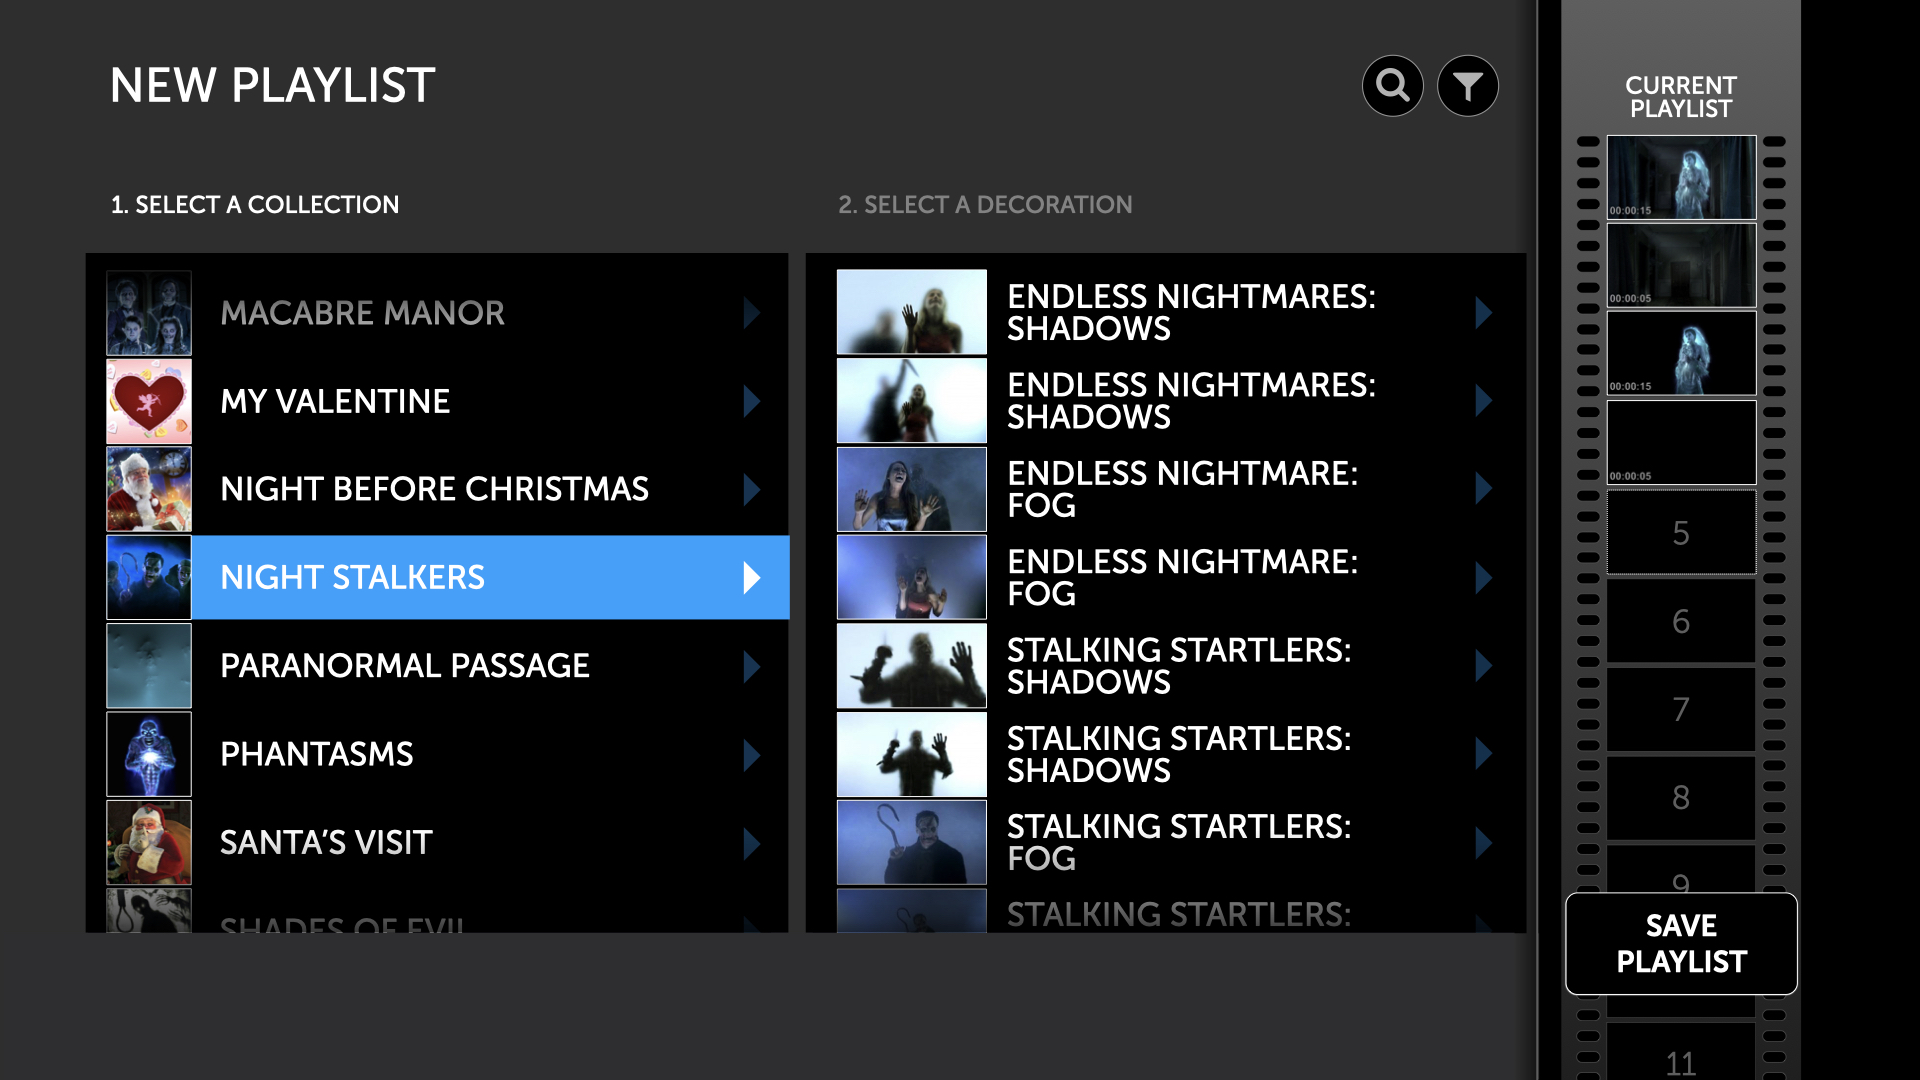 NEW PLAYLIST
1. SELECT A COLLECTION
MACABRE MANOR
MY VALENTINE
NIGHT BEFORE CHRISTMAS
NIGHT STALKERS
PARANORMAL PASSAGE
PHANTASMS
SANTA'S VISIT
SHADES OF EVIL
2. SELECT A DECORATION
ENDLESS NIGHTMARES:
SHADOWS
ENDLESS NIGHTMARES:
SHADOWS
ENDLESS NIGHTMARE:
FOG
ENDLESS NIGHTMARE:
FOG
STALKING STARTLERS:
SHADOWS
STALKING STARTLERS:
SHADOWS
STALKING STARTLERS:
FOG
STALKING STARTLERS:
CURRENT
PLAYLIST
00:00:15
00:00:05
00:00:15
00:00:05
5
6
7
8
9
SAVE
PLAYLIST
11